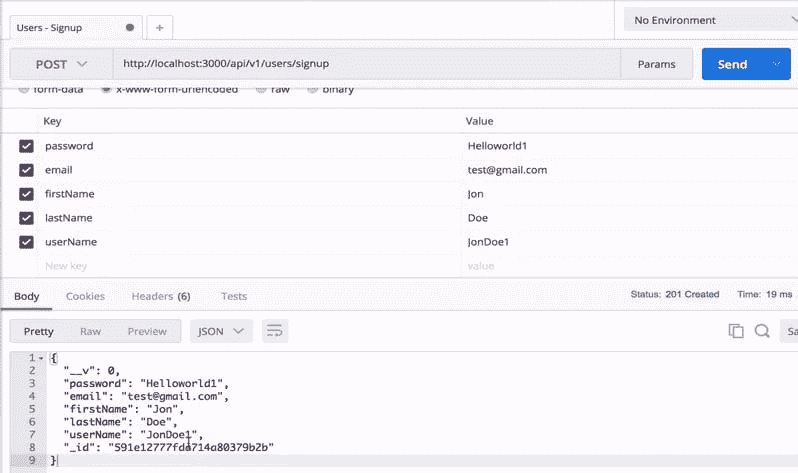 Users - Signup
+
No Environment
POST
http://localhost:3000/api/v1/users/signup
Params
Send
form-data
x-www-form-urlencoded
raw
binary
Key Value
password Helloworld1
email test@gmail.com
firstName Jon
lastName Doe
userName JonDoe1
New key value
Body Cookies Headers (6) Tests Status: 201 Created Time: 19 ms
Pretty Raw Preview JSON Sa
1 {
2 "__v": 0,
3 "password": "Helloworld1",
4 "email": "test@gmail.com",
5 "firstName": "Jon",
6 "lastName": "Doe",
7 "userName": "JonDoe1",
8 "_id":
9 }